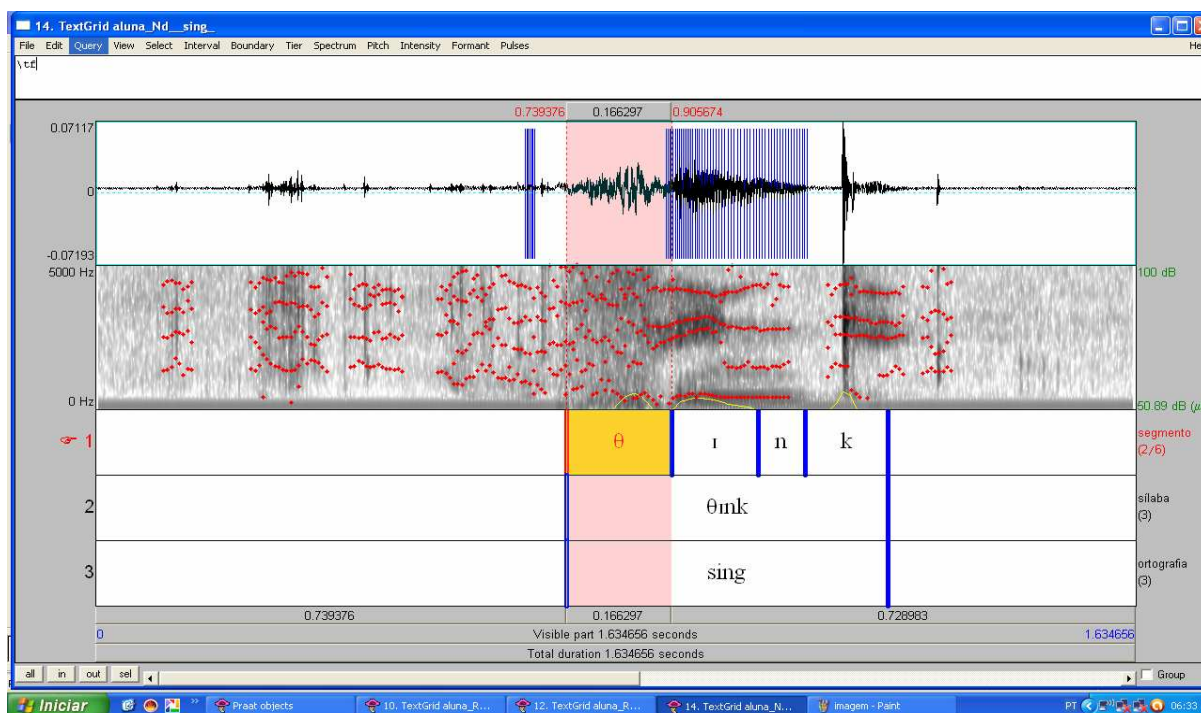 14. TextGrid aluna_Nd__sing_
File Edit Query View Select Interval Boundary Tier Spectrum Pitch Intensity Formant Pulses He
\tf
0.739376 0.166297 0.905674
0.07117
0
-0.07193
5000 Hz 100 dB
0 Hz 50.89 dB (µ
1 θ ɪ n k segmento
(2/6)
2 θɪnk sílaba
(3)
3 sing ortografia
(3)
0.739376 0.166297 0.728983
0 Visible part 1.634656 seconds 1.634656
Total duration 1.634656 seconds
all in out sel Group
Iniciar Praat objects 10. TextGrid aluna_R... 12. TextGrid aluna_R... 14. TextGrid aluna_N... imagem - Paint PT 06:33